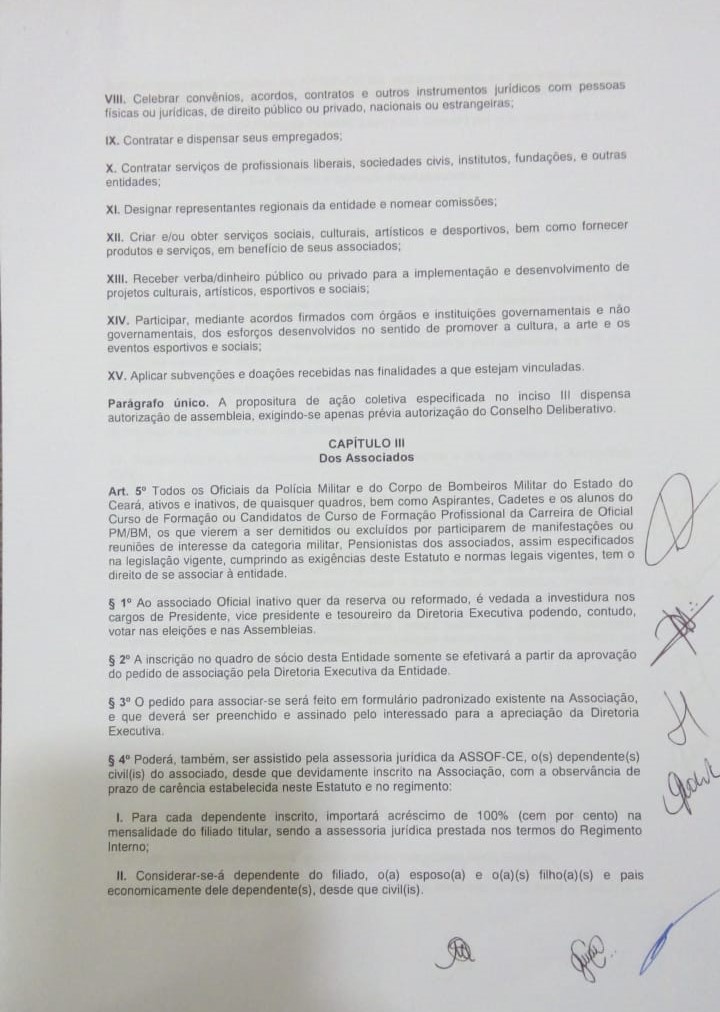 VIII. Celebrar convênios, acordos, contratos e outros instrumentos jurídicos com pessoas
físicas ou jurídicas, de direito público ou privado, nacionais ou estrangeiras;
IX. Contratar e dispensar seus empregados;
X. Contratar serviços de profissionais liberais, sociedades civis, institutos, fundações, e outras
entidades;
XI. Designar representantes regionais da entidade e nomear comissões;
XII. Criar e/ou obter serviços sociais, culturais, artísticos e desportivos, bem como fornecer
produtos e serviços, em benefício de seus associados;
XIII. Receber verba/dinheiro público ou privado para a implementação e desenvolvimento de
projetos culturais, artísticos, esportivos e sociais;
XIV. Participar, mediante acordos firmados com órgãos e instituições governamentais e não
governamentais, dos esforços desenvolvidos no sentido de promover a cultura, a arte e os
eventos esportivos e sociais;
XV. Aplicar subvenções e doações recebidas nas finalidades a que estejam vinculadas.
Parágrafo único. A propositura de ação coletiva especificada no inciso III dispensa
autorização de assembleia, exigindo-se apenas prévia autorização do Conselho Deliberativo.
CAPÍTULO III
Dos Associados
Art. 5º Todos os Oficiais da Polícia Militar e do Corpo de Bombeiros Militar do Estado do
Ceará, ativos e inativos, de quaisquer quadros, bem como Aspirantes, Cadetes e os alunos do
Curso de Formação ou Candidatos de Curso de Formação Profissional da Carreira de Oficial
PM/BM, os que vierem a ser demitidos ou excluídos por participarem de manifestações ou
reuniões de interesse da categoria militar, Pensionistas dos associados, assim especificados
na legislação vigente, cumprindo as exigências deste Estatuto e normas legais vigentes, tem o
direito de se associar à entidade.
§ 1º Ao associado Oficial inativo quer da reserva ou reformado, é vedada a investidura nos
cargos de Presidente, vice presidente e tesoureiro da Diretoria Executiva podendo, contudo,
votar nas eleições e nas Assembleias.
§ 2º A inscrição no quadro de sócio desta Entidade somente se efetivará a partir da aprovação
do pedido de associação pela Diretoria Executiva da Entidade.
§ 3º O pedido para associar-se será feito em formulário padronizado existente na Associação,
e que deverá ser preenchido e assinado pelo interessado para a apreciação da Diretoria
Executiva.
§ 4º Poderá, também, ser assistido pela assessoria jurídica da ASSOF-CE, o(s) dependente(s)
civil(is) do associado, desde que devidamente inscrito na Associação, com a observância de
prazo de carência estabelecida neste Estatuto e no regimento:
I. Para cada dependente inscrito, importará acréscimo de 100% (cem por cento) na
mensalidade do filiado titular, sendo a assessoria jurídica prestada nos termos do Regimento
Interno;
II. Considerar-se-á dependente do filiado, o(a) esposo(a) e o(a)(s) filho(a)(s) e pais
economicamente dele dependente(s), desde que civil(is).